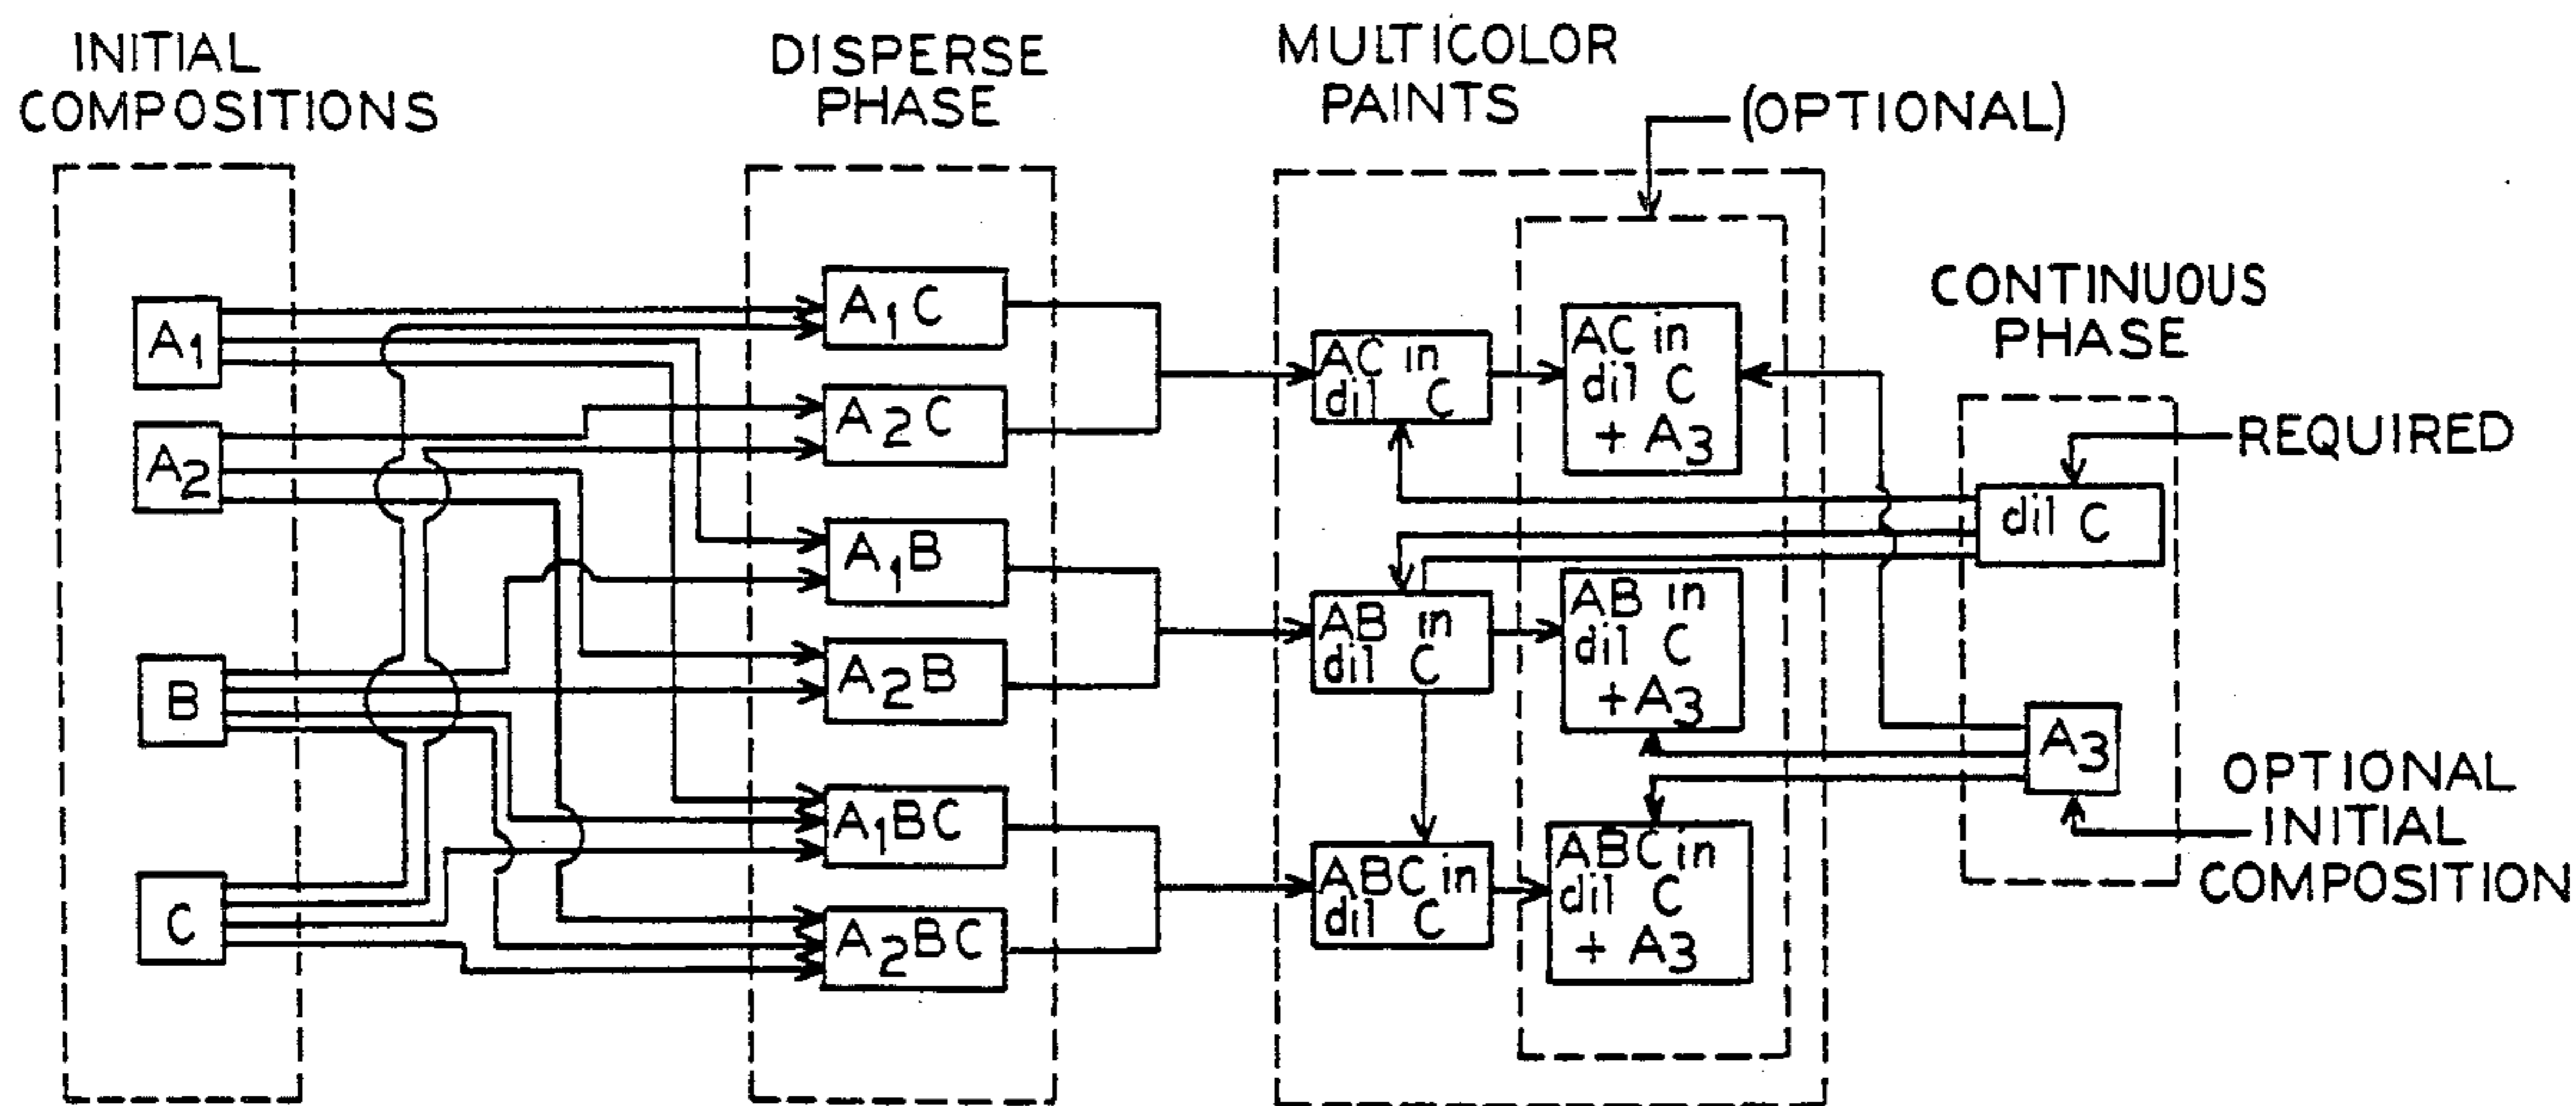 INITIAL
COMPOSITIONS
DISPERSE
PHASE
MULTICOLOR
PAINTS
(OPTIONAL)
CONTINUOUS
PHASE
REQUIRED
OPTIONAL
INITIAL
COMPOSITION
A1
A2
B
C
A1C
A2C
A1B
A2B
A1BC
A2BC
AC in
dil C
AB in
dil C
ABC in
dil C
AC in
dil C
+ A3
AB in
dil C
+A3
ABC in
dil C
+ A3
dil C
A3